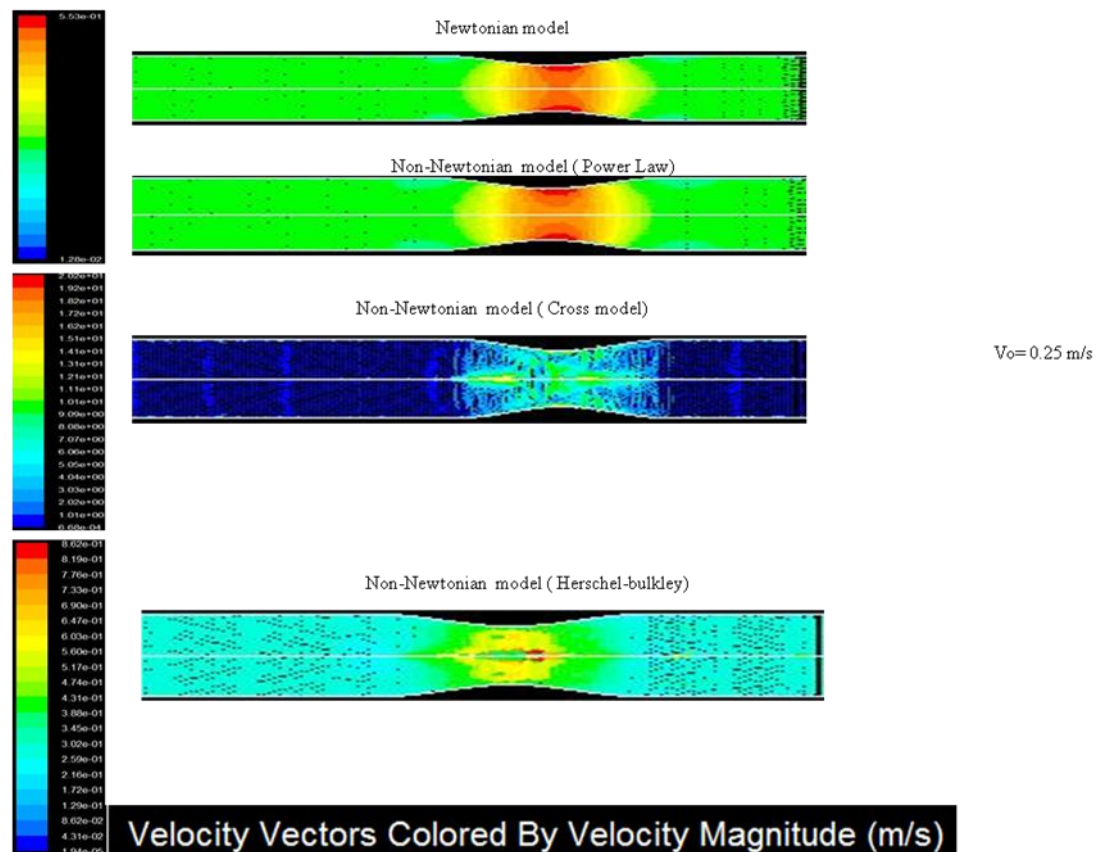 5.53e-01
Newtonian model
Non-Newtonian model ( Power Law)
1.28e-02
2.02e+01
1.92e+01
1.82e+01
1.72e+01
1.62e+01
1.51e+01
1.41e+01
1.31e+01
1.21e+01
1.11e+01
1.01e+01
9.09e+00
8.08e+00
7.07e+00
6.06e+00
5.05e+00
4.04e+00
3.03e+00
2.02e+00
1.01e+00
6.68e-04
Non-Newtonian model ( Cross model)
Vo= 0.25 m/s
8.62e-01
8.19e-01
7.76e-01
7.33e-01
6.90e-01
6.47e-01
6.03e-01
5.60e-01
5.17e-01
4.74e-01
4.31e-01
3.88e-01
3.45e-01
3.02e-01
2.59e-01
2.16e-01
1.72e-01
1.29e-01
8.62e-02
4.31e-02
1.94e-05
Non-Newtonian model ( Herschel-bulkley)
Velocity Vectors Colored By Velocity Magnitude (m/s)